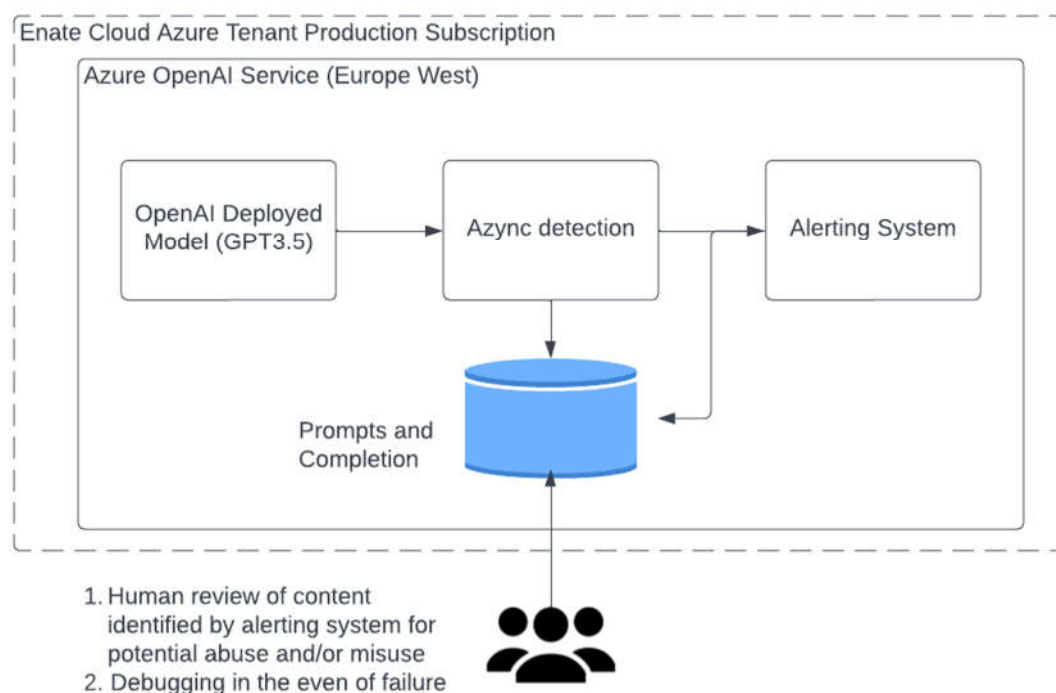 Enate Cloud Azure Tenant Production Subscription
Azure OpenAI Service (Europe West)
OpenAI Deployed
Model (GPT3.5)
Azync detection
Alerting System
Prompts and
Completion
1. Human review of content
identified by alerting system for
potential abuse and/or misuse
2. Debugging in the even of failure